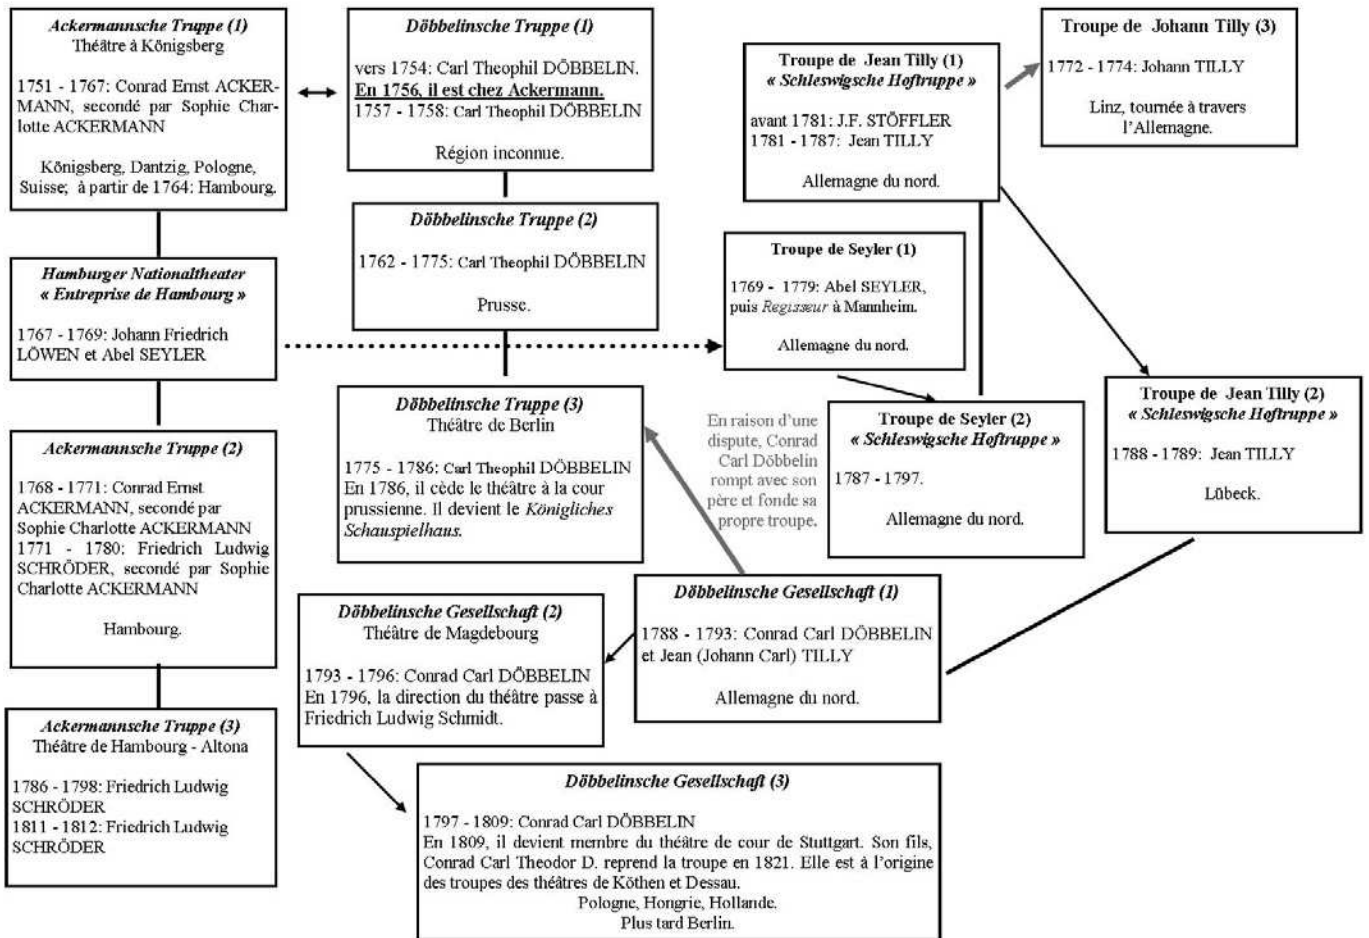 Ackermannsche Truppe (1)
Théâtre à Königsberg
1751 - 1767: Conrad Ernst ACKER-
MANN, secondé par Sophie Char-
lotte ACKERMANN
Königsberg, Dantzig, Pologne,
Suisse; à partir de 1764: Hambourg.
Döbbelinsche Truppe (1)
vers 1754: Carl Theophil DÖBBELIN.
En 1756, il est chez Ackermann.
1757 - 1758: Carl Theophil DÖBBELIN
Région inconnue.
Troupe de Jean Tilly (1)
« Schleswigsche Hoftruppe »
avant 1781: J.F. STÖFFLER
1781 - 1787: Jean TILLY
Allemagne du nord.
Troupe de Johann Tilly (3)
1772 - 1774: Johann TILLY
Linz, tournée à travers
l'Allemagne.
Döbbelinsche Truppe (2)
1762 - 1775: Carl Theophil DÖBBELIN
Prusse.
Hamburger Nationaltheater
« Entreprise de Hambourg »
1767 - 1769: Johann Friedrich
LÖWEN et Abel SEYLER
Troupe de Seyler (1)
1769 - 1779: Abel SEYLER,
puis Regisseur à Mannheim.
Allemagne du nord.
Döbbelinsche Truppe (3)
Théâtre de Berlin
1775 - 1786: Carl Theophil DÖBBELIN
En 1786, il cède le théâtre à la cour
prussienne. Il devient le Königliches
Schauspielhaus.
En raison d'une
dispute, Conrad
Carl Döbbelin
rompt avec son
père et fonde sa
propre troupe.
Troupe de Seyler (2)
« Schleswigsche Hoftruppe »
1787 - 1797.
Allemagne du nord.
Troupe de Jean Tilly (2)
« Schleswigsche Hoftruppe »
1788 - 1789: Jean TILLY
Lübeck.
Ackermannsche Truppe (2)
1768 - 1771: Conrad Ernst
ACKERMANN, secondé par
Sophie Charlotte ACKERMANN
1771 - 1780: Friedrich Ludwig
SCHRÖDER, secondé par Sophie
Charlotte ACKERMANN
Hambourg.
Döbbelinsche Gesellschaft (2)
Théâtre de Magdebourg
1793 - 1796: Conrad Carl DÖBBELIN
En 1796, la direction du théâtre passe à
Friedrich Ludwig Schmidt.
Döbbelinsche Gesellschaft (1)
1788 - 1793: Conrad Carl DÖBBELIN
et Jean (Johann Carl) TILLY
Allemagne du nord.
Ackermannsche Truppe (3)
Théâtre de Hambourg - Altona
1786 - 1798: Friedrich Ludwig
SCHRÖDER
1811 - 1812: Friedrich Ludwig
SCHRÖDER
Döbbelinsche Gesellschaft (3)
1797 - 1809: Conrad Carl DÖBBELIN
En 1809, il devient membre du théâtre de cour de Stuttgart. Son fils,
Conrad Carl Theodor D. reprend la troupe en 1821. Elle est à l'origine
des troupes des théâtres de Köthen et Dessau.
Pologne, Hongrie, Hollande.
Plus tard Berlin.